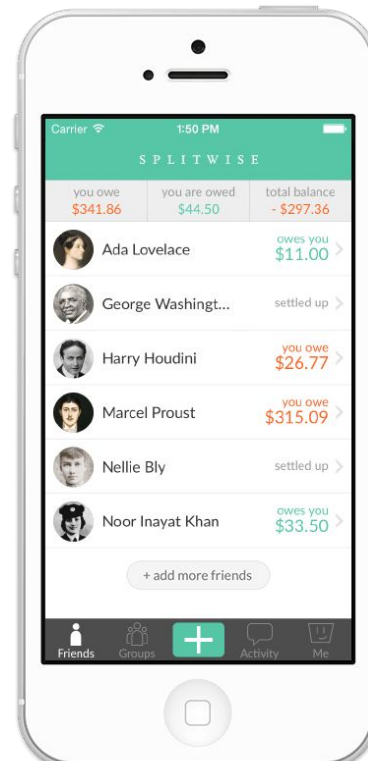 Carrier 1:50 PM
SPLITWISE
you owe you are owed total balance
$341.86 $44.50 - $297.36
Ada Lovelace owes you $11.00
George Washingt... settled up
Harry Houdini you owe $26.77
Marcel Proust you owe $315.09
Nellie Bly settled up
Noor Inayat Khan owes you $33.50
+ add more friends
Friends Groups Activity Me